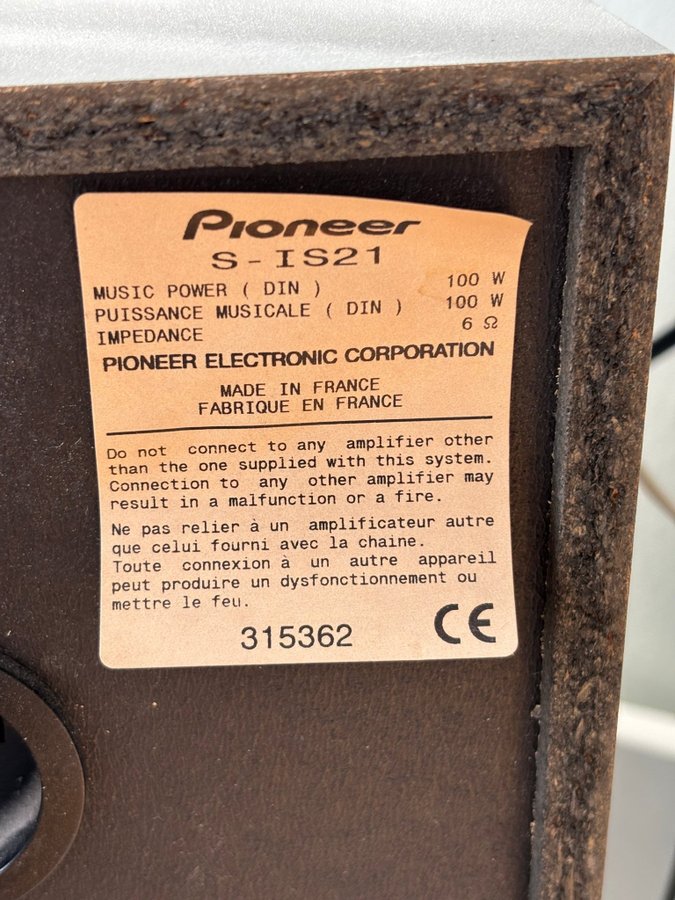 Pioneer
S-IS21
MUSIC POWER ( DIN ) 100 W
PUISSANCE MUSICALE ( DIN ) 100 W
IMPEDANCE 6 Ω
PIONEER ELECTRONIC CORPORATION
MADE IN FRANCE
FABRIQUE EN FRANCE
Do not connect to any amplifier other
than the one supplied with this system.
Connection to any other amplifier may
result in a malfunction or a fire.
Ne pas relier à un amplificateur autre
que celui fourni avec la chaine.
Toute connexion à un autre appareil
peut produire un dysfonctionnement ou
mettre le feu.
315362 CE